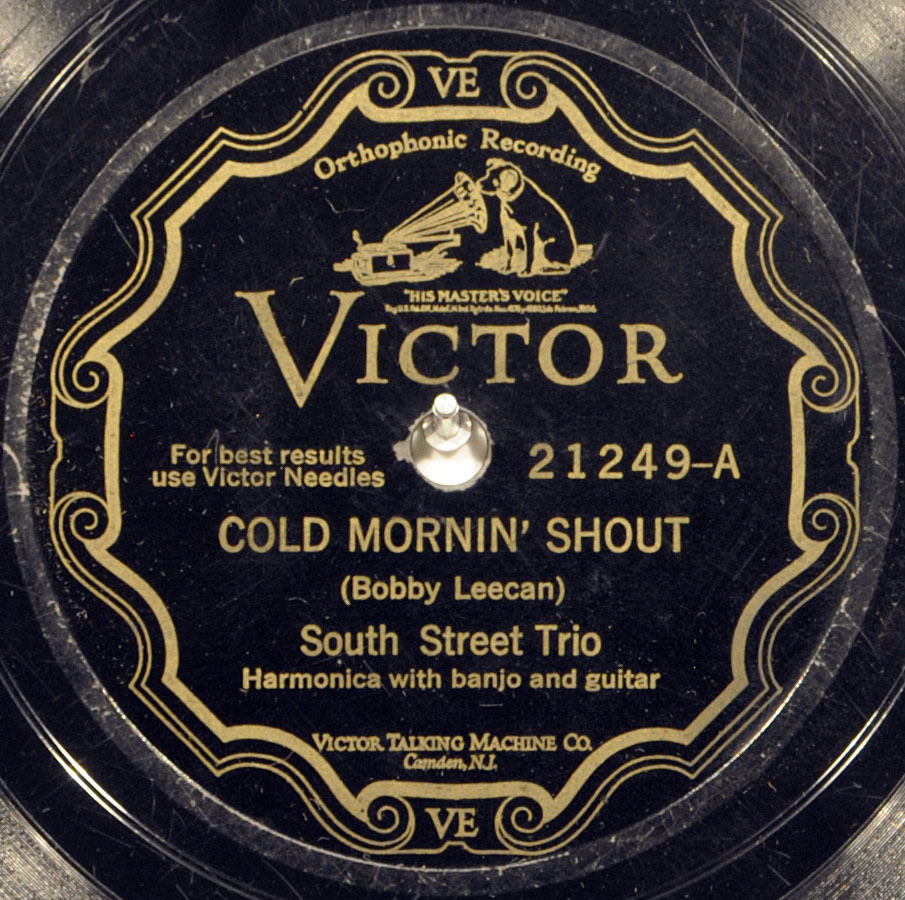 VE
Orthophonic Recording
"HIS MASTER'S VOICE"
VICTOR
For best results
use Victor Needles
21249-A
COLD MORNIN' SHOUT
(Bobby Leecan)
South Street Trio
Harmonica with banjo and guitar
VICTOR TALKING MACHINE CO.
Camden, N.J.
VE